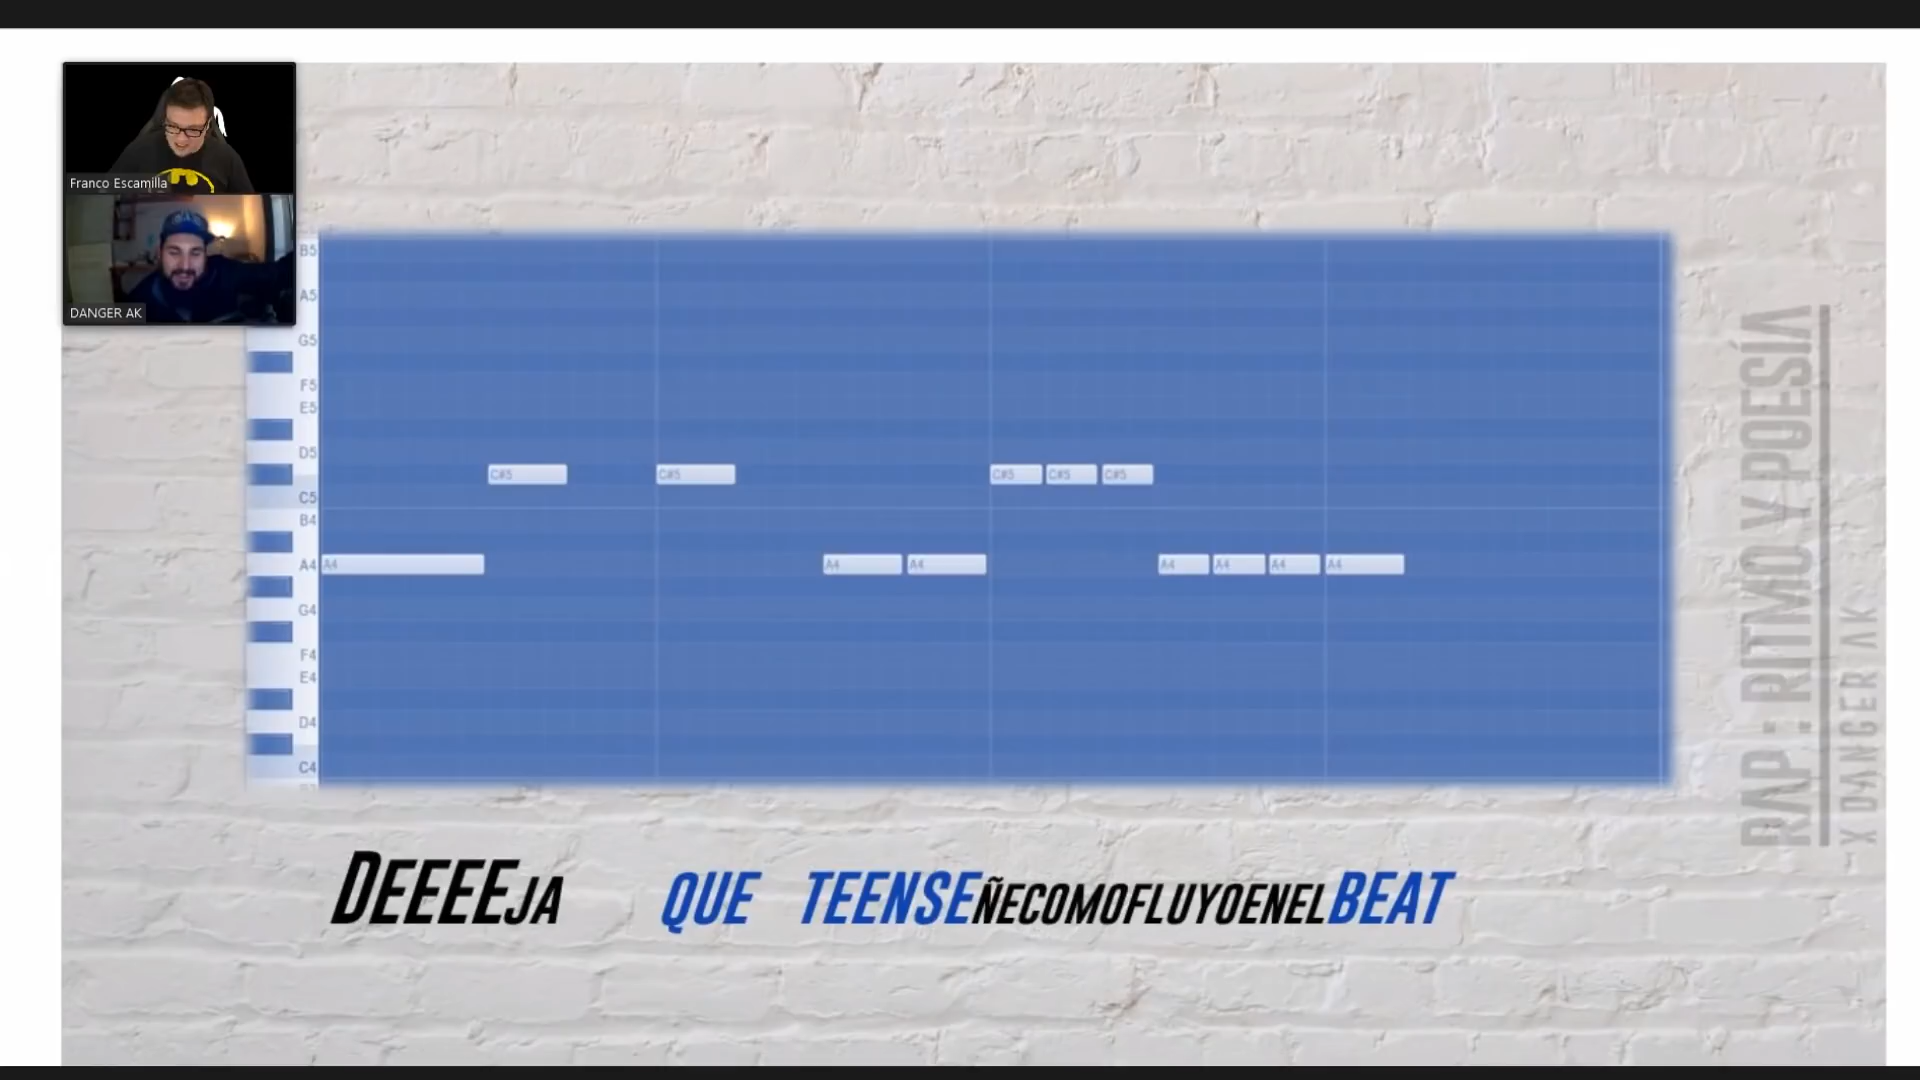 Franco Escamilla
DANGER AK
B5
A5
G5
F5
E5
D5
C5
B4
A4
G4
F4
E4
D4
C4
C#5 C#5 C#5 C#5 C#5
A4 A4 A4 A4 A4 A4 A4
DEEEEJA QUE TEENSEÑECOMOFLUYOENELBEAT
RAP : RITMO Y POESÍA
- X DANGER AK -